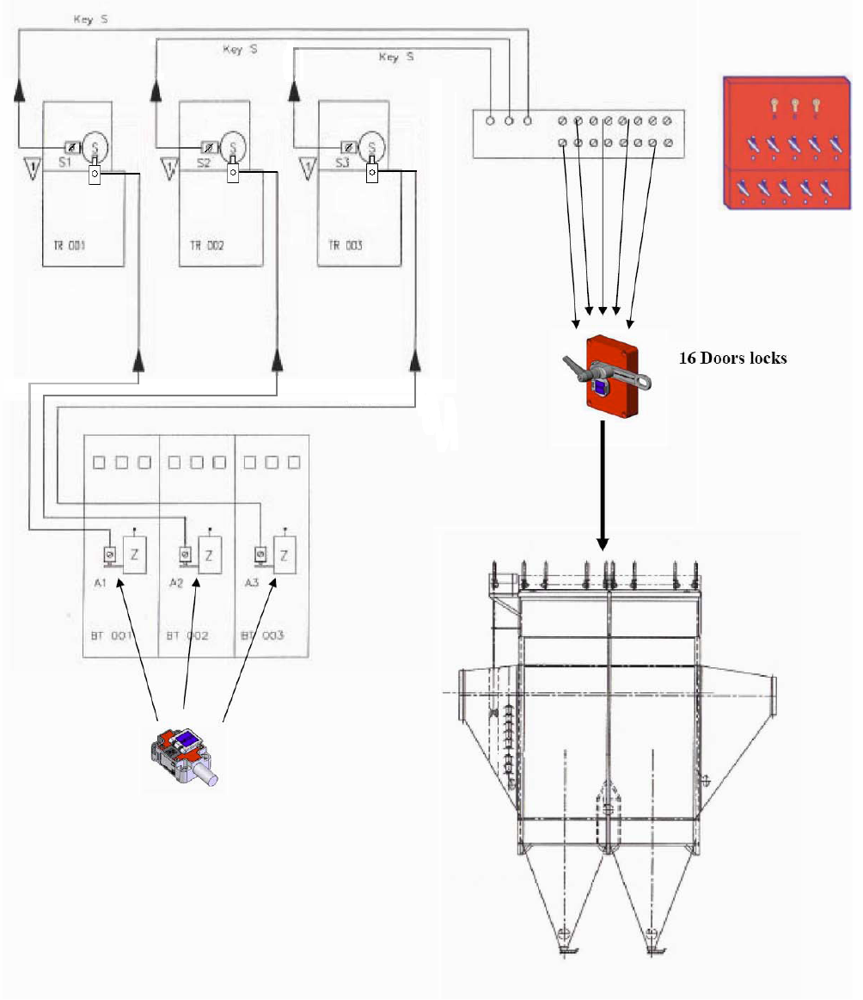 Key S
Key S
Key S
S
S
S
S1
S2
S3
1
1
1
TR 001
TR 002
TR 003
16 Doors locks
Z
Z
Z
A1
A2
A3
BT 001
BT 002
BT 003